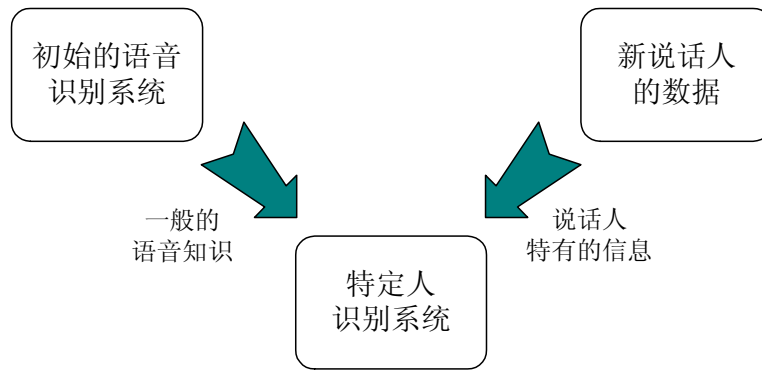 初始的语音
识别系统
新说话人
的数据
一般的
语音知识
说话人
特有的信息
特定人
识别系统